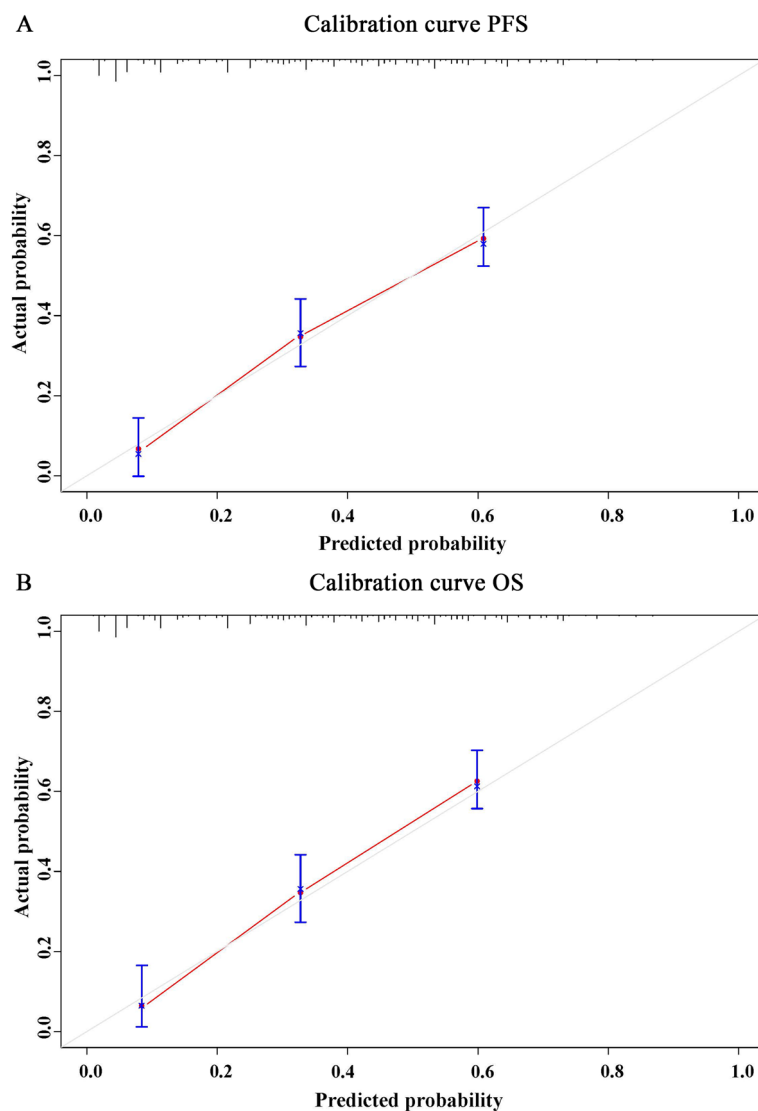 A
Calibration curve PFS
Actual probability
1.0
0.8
0.6
0.4
0.2
0.0
0.0 0.2 0.4 0.6 0.8 1.0
Predicted probability
B
Calibration curve OS
Actual probability
1.0
0.8
0.6
0.4
0.2
0.0
0.0 0.2 0.4 0.6 0.8 1.0
Predicted probability